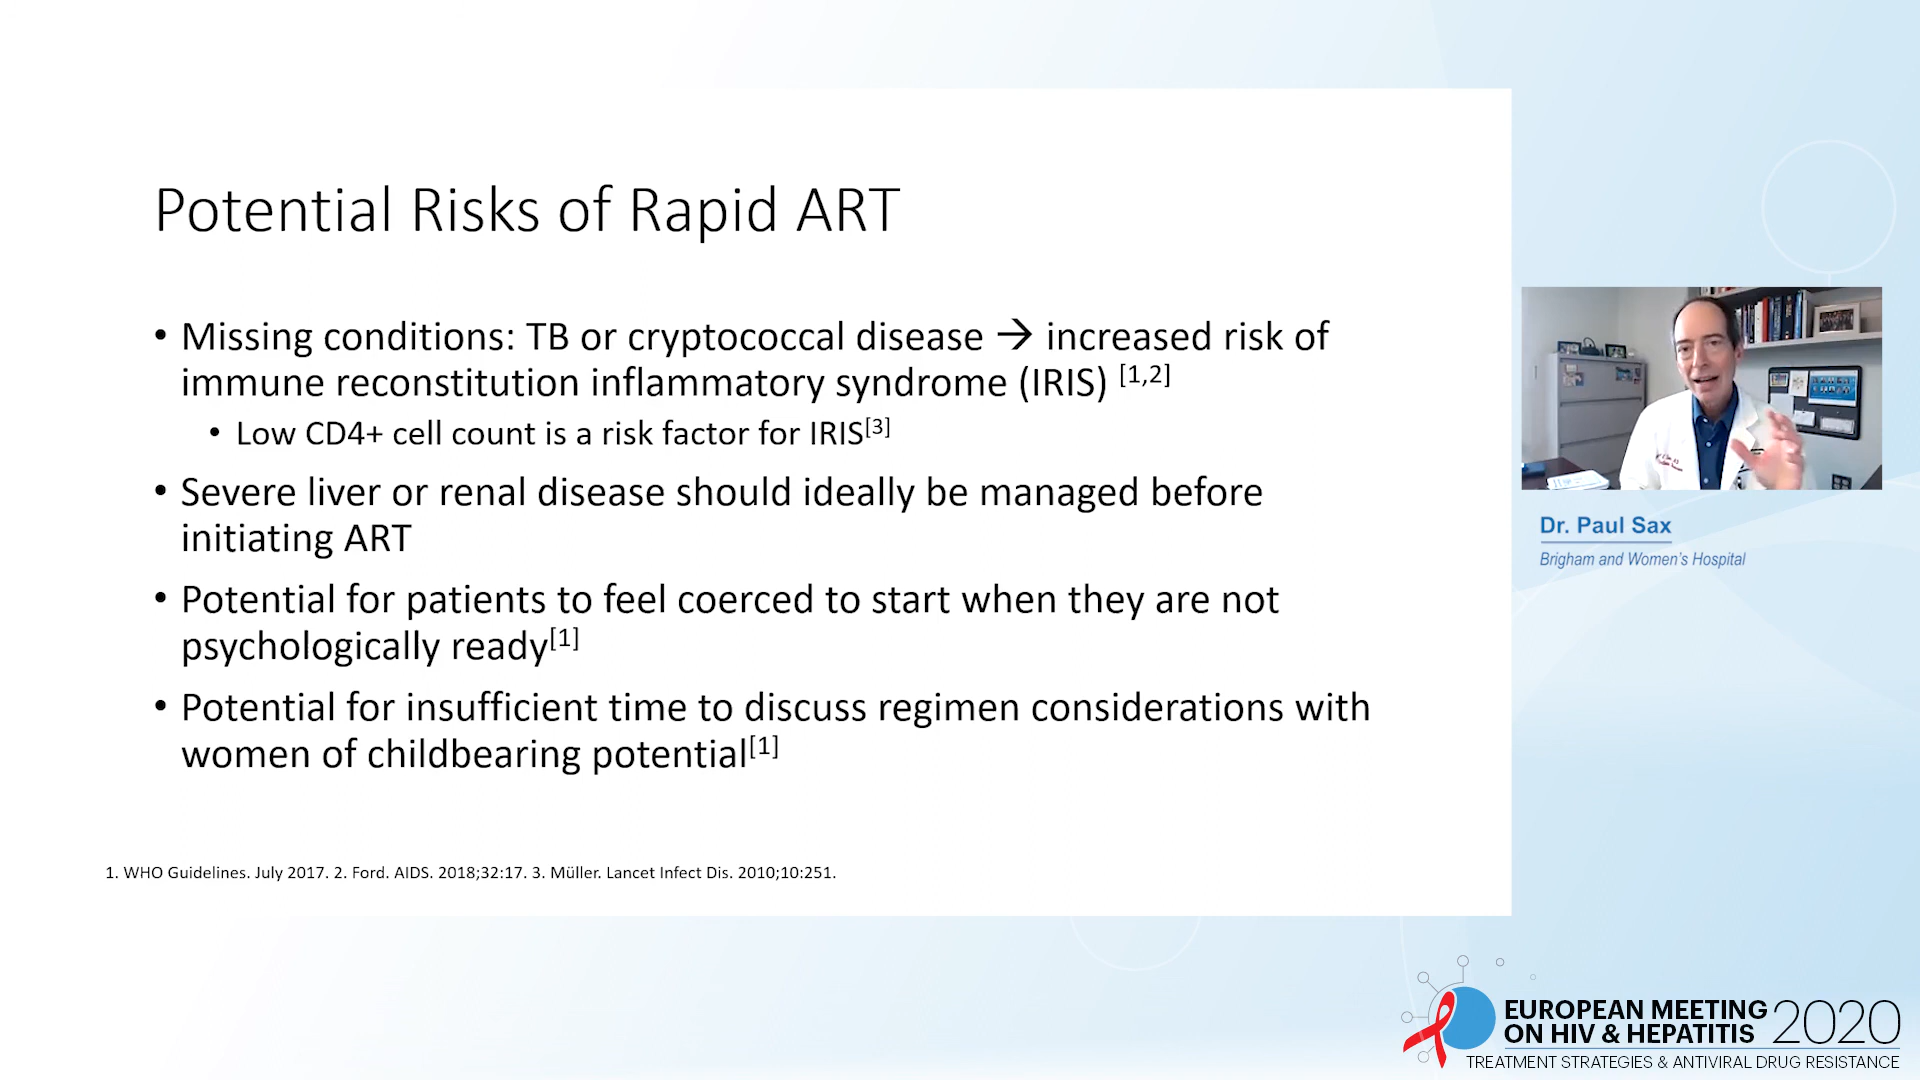 Potential Risks of Rapid ART
• Missing conditions: TB or cryptococcal disease → increased risk of
immune reconstitution inflammatory syndrome (IRIS) [1,2]
• Low CD4+ cell count is a risk factor for IRIS[3]
• Severe liver or renal disease should ideally be managed before
initiating ART
• Potential for patients to feel coerced to start when they are not
psychologically ready[1]
• Potential for insufficient time to discuss regimen considerations with
women of childbearing potential[1]
1. WHO Guidelines. July 2017. 2. Ford. AIDS. 2018;32:17. 3. Müller. Lancet Infect Dis. 2010;10:251.
Dr. Paul Sax
Brigham and Women's Hospital
EUROPEAN MEETING
ON HIV & HEPATITIS 2020
TREATMENT STRATEGIES & ANTIVIRAL DRUG RESISTANCE